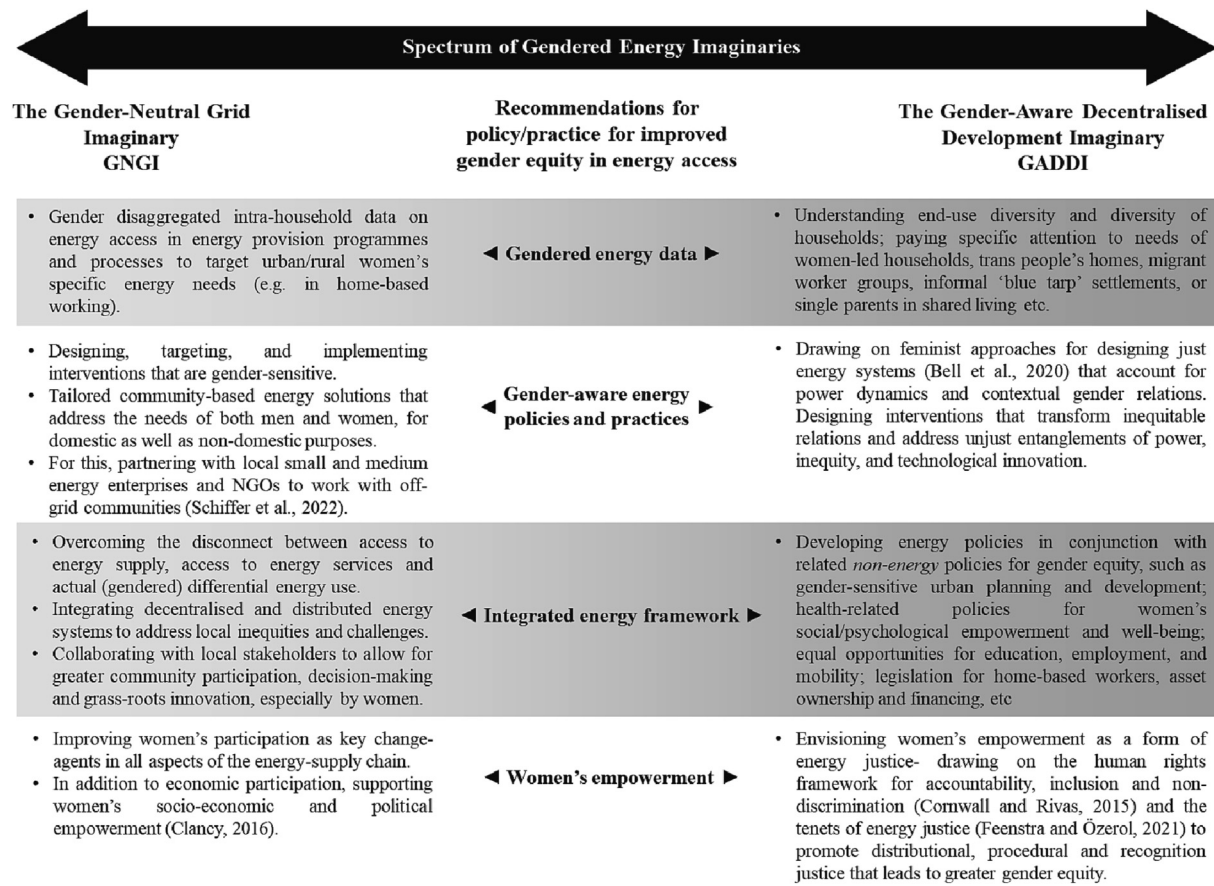 Spectrum of Gendered Energy Imaginaries
The Gender-Neutral Grid
Imaginary
GNGI
Recommendations for
policy/practice for improved
gender equity in energy access
The Gender-Aware Decentralised
Development Imaginary
GADDI
• Gender disaggregated intra-household data on
energy access in energy provision programmes
and processes to target urban/rural women's
specific energy needs (e.g. in home-based
working).
Gendered energy data
• Understanding end-use diversity and diversity of
households; paying specific attention to needs of
women-led households, trans people's homes, migrant
worker groups, informal 'blue tarp' settlements, or
single parents in shared living etc.
• Designing, targeting, and implementing
interventions that are gender-sensitive.
• Tailored community-based energy solutions that
address the needs of both men and women, for
domestic as well as non-domestic purposes.
• For this, partnering with local small and medium
energy enterprises and NGOs to work with off-
grid communities (Schiffer et al., 2022).
Gender-aware energy
policies and practices
• Drawing on feminist approaches for designing just
energy systems (Bell et al., 2020) that account for
power dynamics and contextual gender relations.
Designing interventions that transform inequitable
relations and address unjust entanglements of power,
inequity, and technological innovation.
• Overcoming the disconnect between access to
energy supply, access to energy services and
actual (gendered) differential energy use.
• Integrating decentralised and distributed energy
systems to address local inequities and challenges.
• Collaborating with local stakeholders to allow for
greater community participation, decision-making
and grass-roots innovation, especially by women.
Integrated energy framework
• Developing energy policies in conjunction with
related non-energy policies for gender equity, such as
gender-sensitive urban planning and development;
health-related policies for women's
social/psychological empowerment and well-being;
equal opportunities for education, employment, and
mobility; legislation for home-based workers, asset
ownership and financing, etc
• Improving women's participation as key change-
agents in all aspects of the energy-supply chain.
• In addition to economic participation, supporting
women's socio-economic and political
empowerment (Clancy, 2016).
Women's empowerment
• Envisioning women's empowerment as a form of
energy justice- drawing on the human rights
framework for accountability, inclusion and non-
discrimination (Cornwall and Rivas, 2015) and the
tenets of energy justice (Feenstra and Özerol, 2021) to
promote distributional, procedural and recognition
justice that leads to greater gender equity.